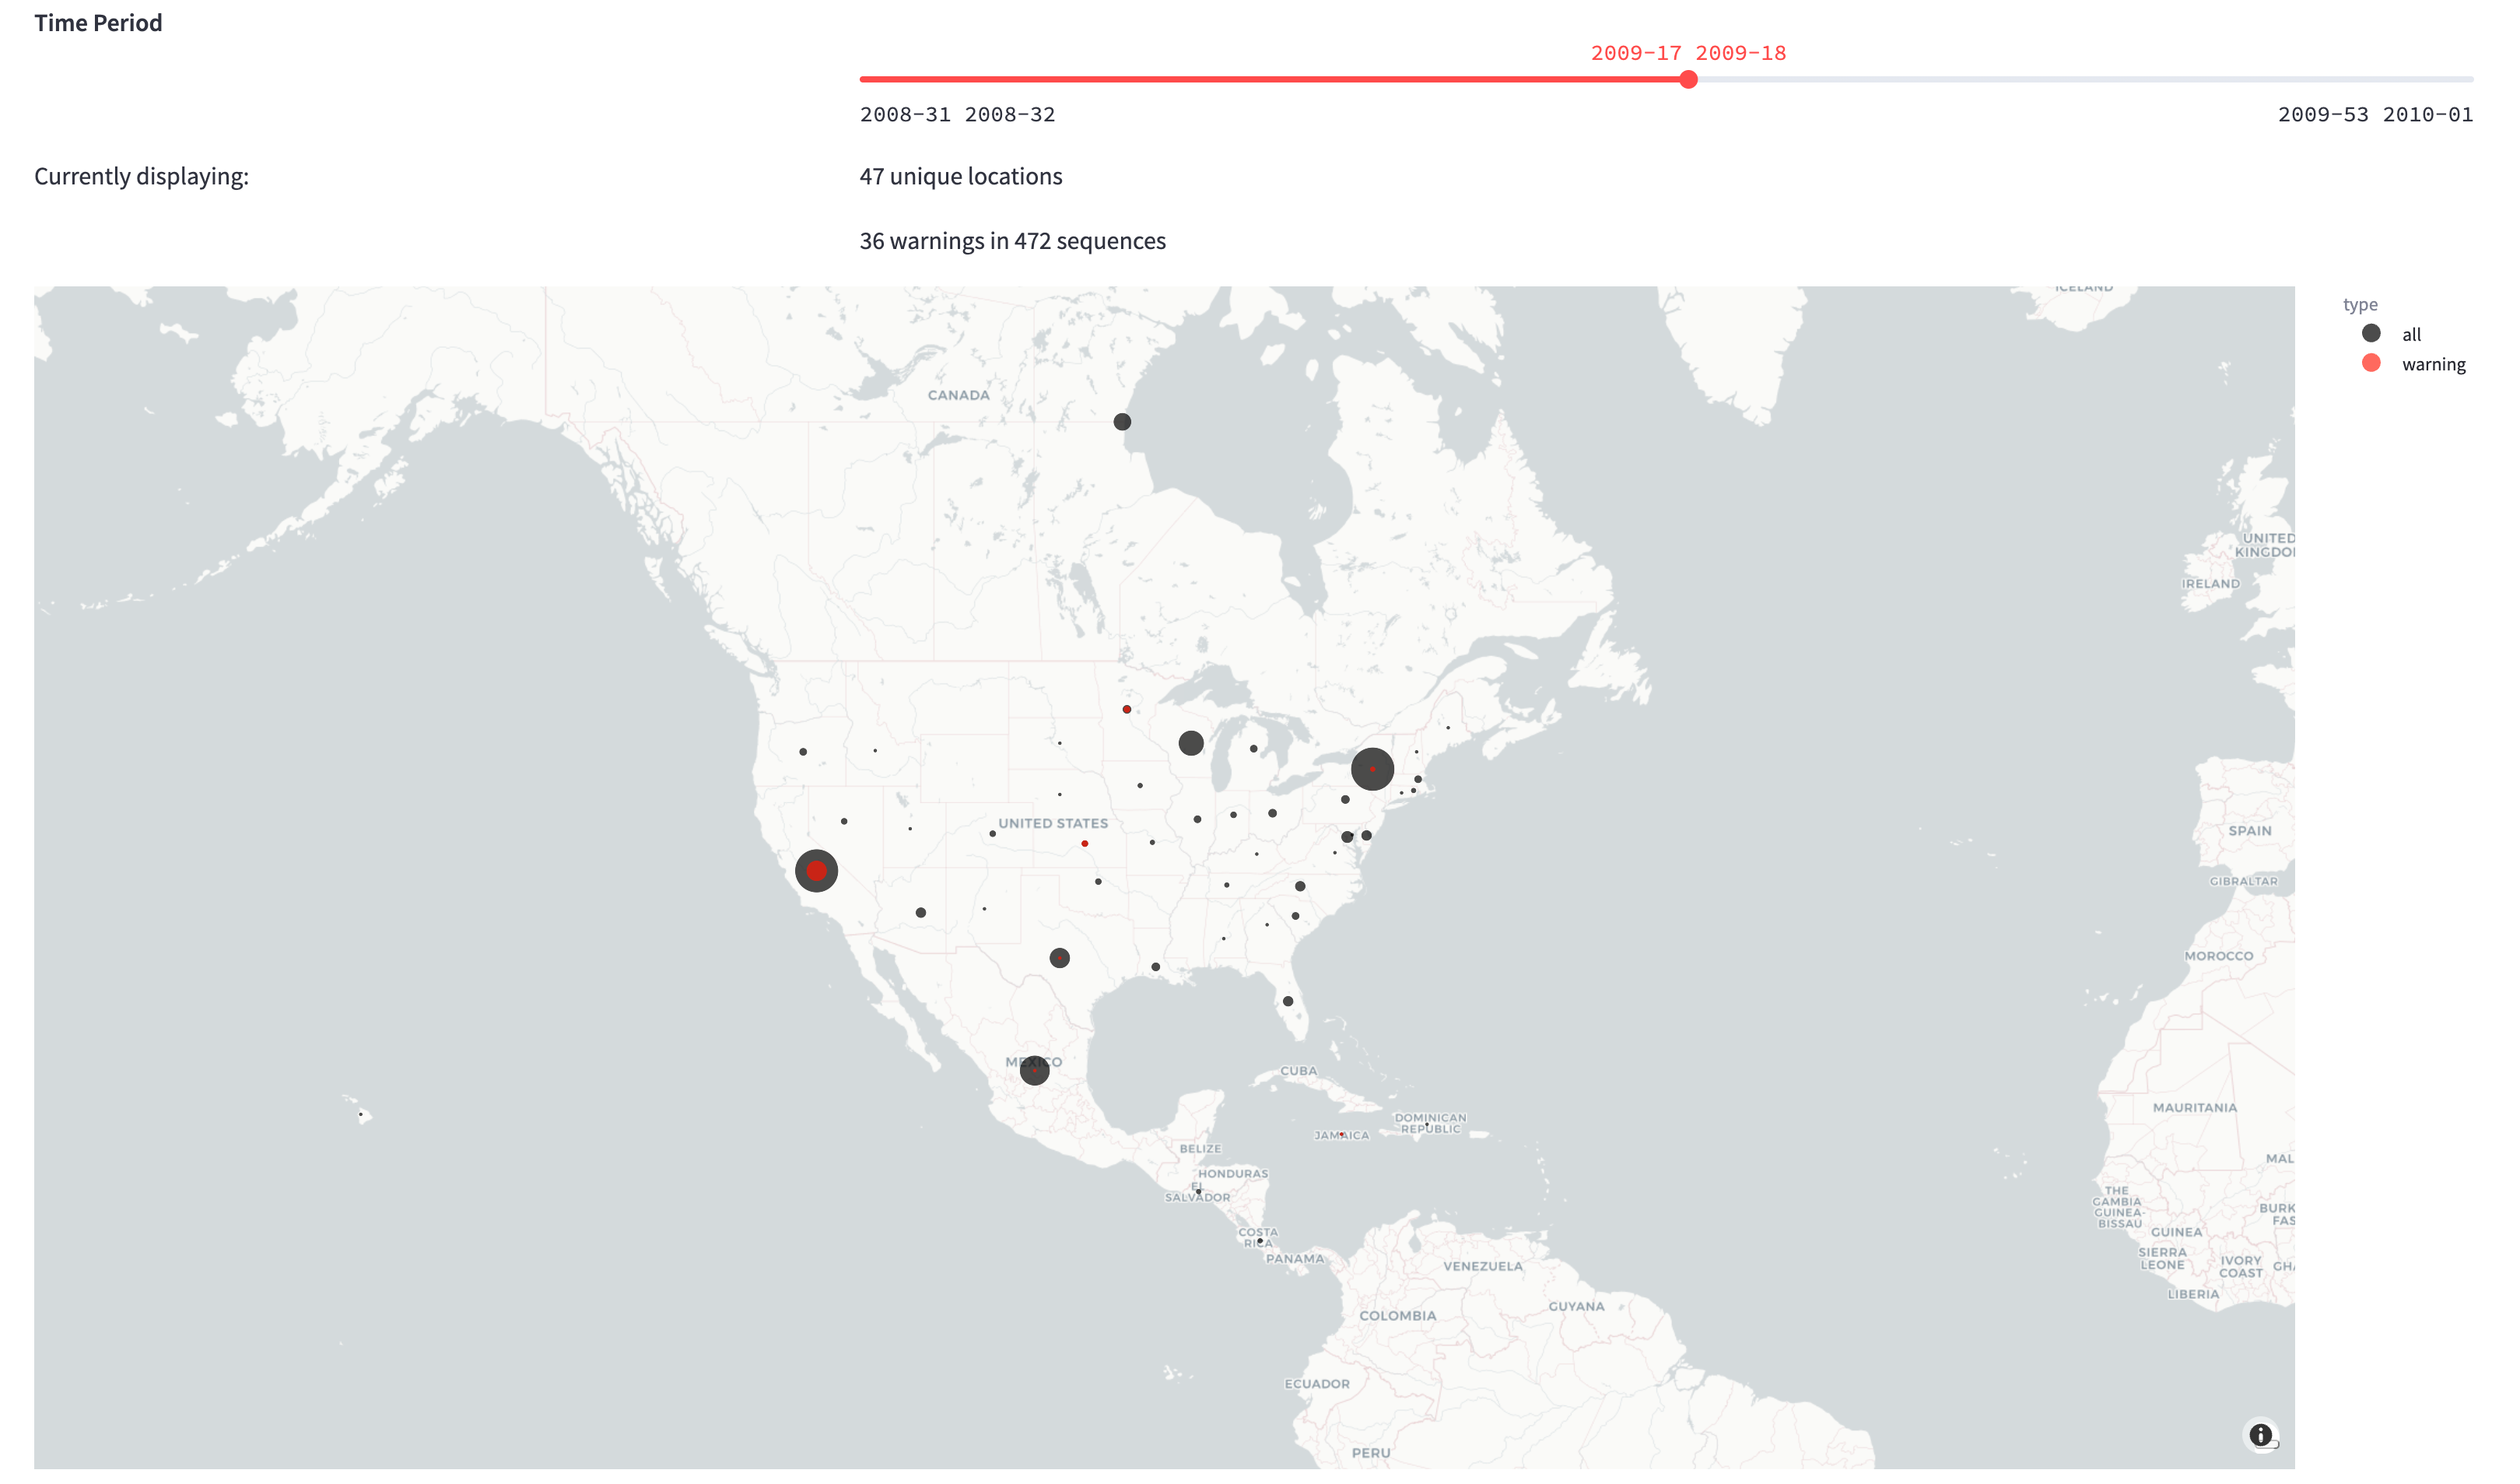 Time Period
2009-17 2009-18
2008-31 2008-32
2009-53 2010-01
Currently displaying:
47 unique locations
36 warnings in 472 sequences
type
all
warning
ICELAND
CANADA
UNITED
KINGDOM
IRELAND
UNITED STATES
SPAIN
GIBRALTAR
MOROCCO
MEXICO
CUBA
DOMINICAN
REPUBLIC
JAMAICA
MAURITANIA
BELIZE
HONDURAS
EL
SALVADOR
MAL
THE
GAMBIA
GUINEA-
BISSAU
BURK
FAS
GUINEA
COSTA
RICA
PANAMA
SIERRA
LEONE
IVORY
COAST
GH
LIBERIA
VENEZUELA
GUYANA
COLOMBIA
ECUADOR
PERU